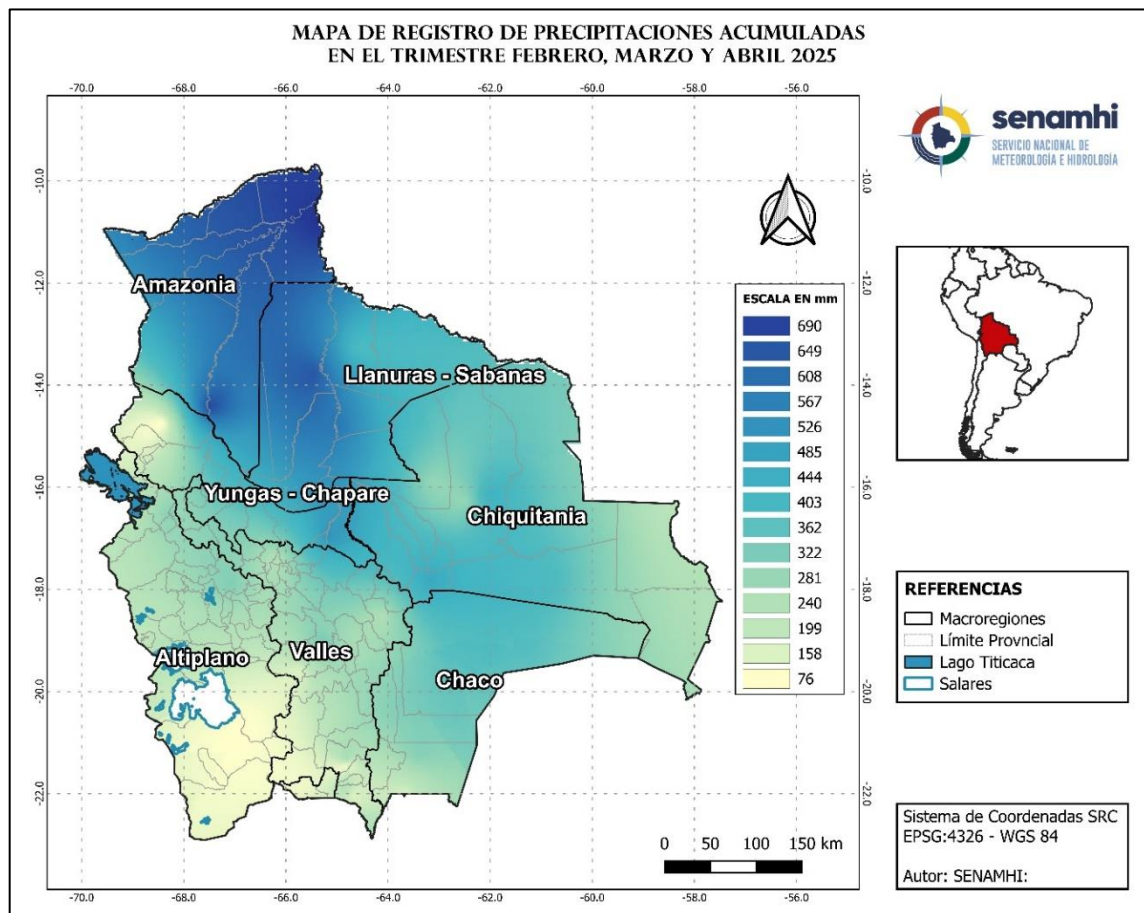 MAPA DE REGISTRO DE PRECIPITACIONES ACUMULADAS
EN EL TRIMESTRE FEBRERO, MARZO Y ABRIL 2025
senamhi
SERVICIO NACIONAL DE
METEOROLOGÍA E HIDROLOGÍA
-70.0 -68.0 -66.0 -64.0 -62.0 -60.0 -58.0 -56.0
-10.0 -10.0
-12.0 -12.0
-14.0 -14.0
-16.0 -16.0
-18.0 -18.0
-20.0 -20.0
-22.0 -22.0
Amazonia
Llanuras - Sabanas
Yungas - Chapare
Chiquitania
Altiplano
Valles
Chaco
ESCALA EN mm
690
649
608
567
526
485
444
403
362
322
281
240
199
158
76
REFERENCIAS
Macroregiones
Límite Provncial
Lago Titicaca
Salares
0 50 100 150 km
-70.0 -68.0 -66.0 -64.0 -62.0 -60.0 -58.0 -56.0
Sistema de Coordenadas SRC
EPSG:4326 - WGS 84
Autor: SENAMHI: